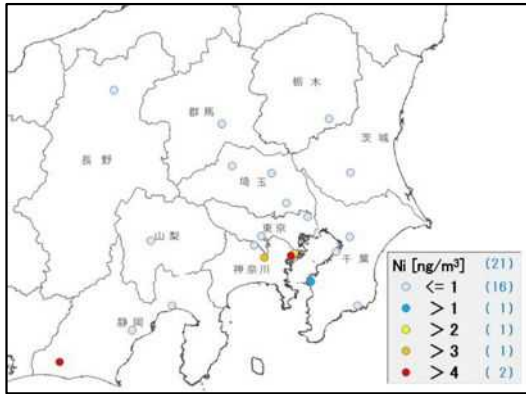 栃木
群馬
茨城
長野
埼玉
東京
山梨
千葉
神奈川
静岡
Ni [ng/m³] (21)
<= 1 (16)
> 1 ( 1)
> 2 ( 1)
> 3 ( 1)
> 4 ( 2)